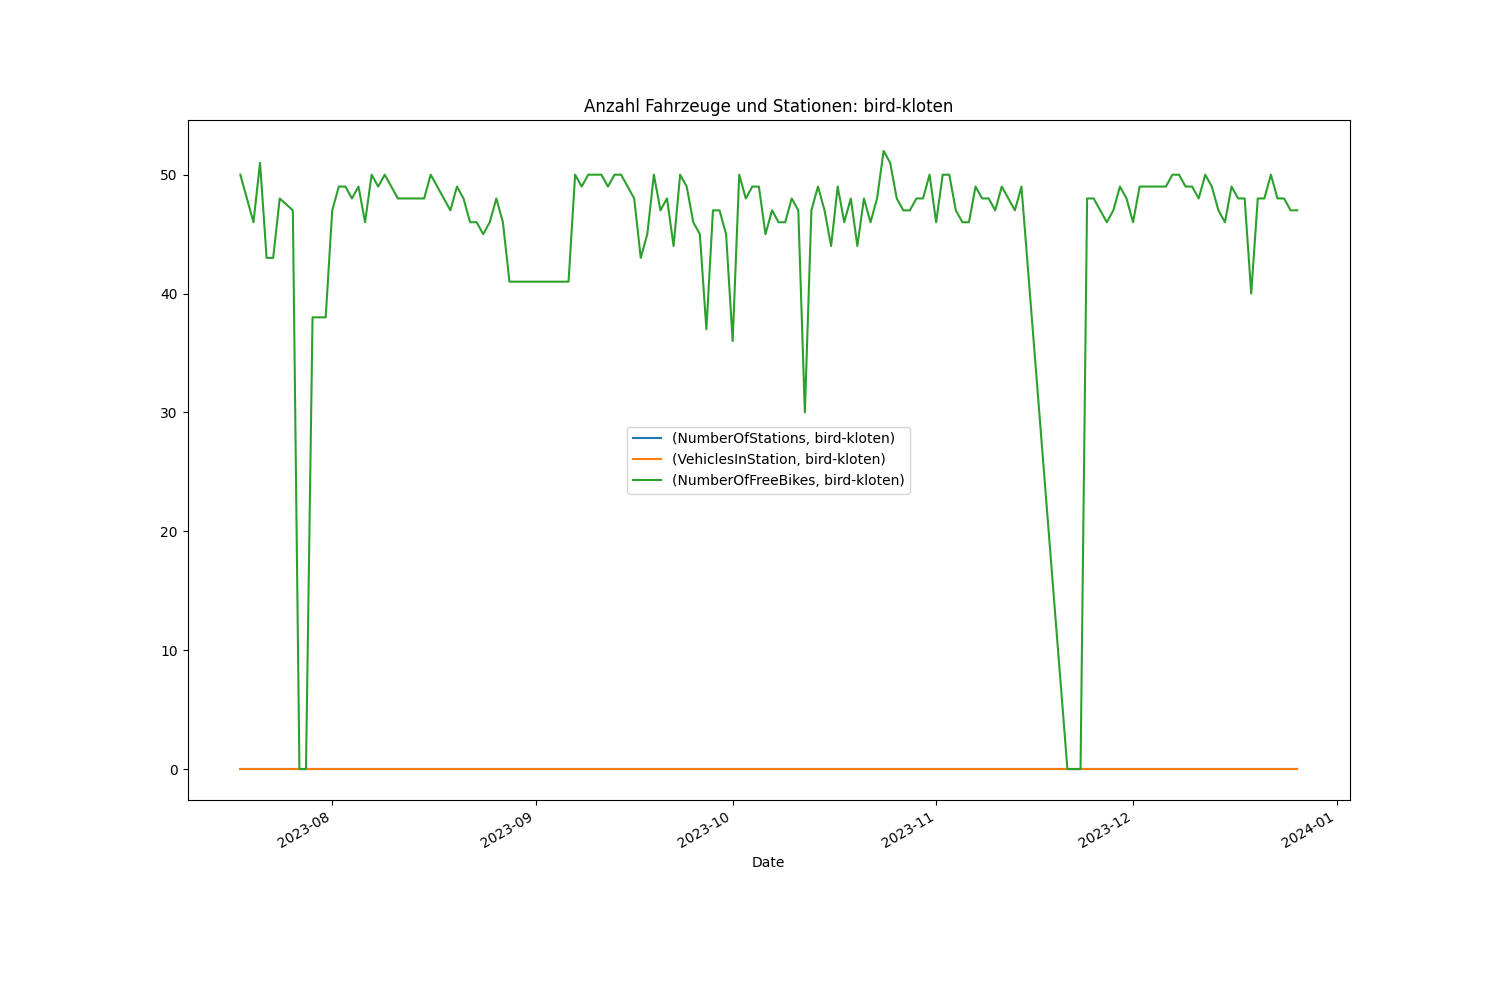 Anzahl Fahrzeuge und Stationen: bird-kloten
50
40
30
20
10
0
(NumberOfStations, bird-kloten)
(VehiclesInStation, bird-kloten)
(NumberOfFreeBikes, bird-kloten)
2023-08
2023-09
2023-10
2023-11
2023-12
2024-01
Date